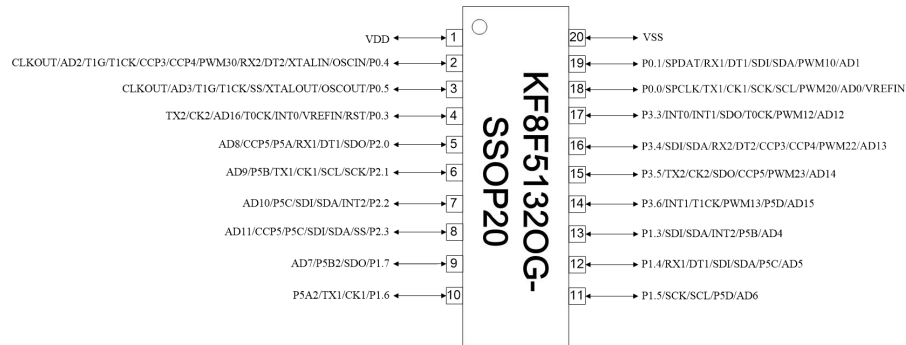 VDD 1
CLKOUT/AD2/T1G/T1CK/CCP3/CCP4/PWM30/RX2/DT2/XTALIN/OSCIN/P0.4 2
CLKOUT/AD3/T1G/T1CK/SS/XTALOUT/OSCOUT/P0.5 3
TX2/CK2/AD16/T0CK/INT0/VREFIN/RST/P0.3 4
AD8/CCP5/P5A/RX1/DT1/SDO/P2.0 5
AD9/P5B/TX1/CK1/SCL/SCK/P2.1 6
AD10/P5C/SDI/SDA/INT2/P2.2 7
AD11/CCP5/P5C/SDI/SDA/SS/P2.3 8
AD7/P5B2/SDO/P1.7 9
P5A2/TX1/CK1/P1.6 10
KF8F5132OG-
SSOP20
20 VSS
19 P0.1/SPDAT/RX1/DT1/SDI/SDA/PWM10/AD1
18 P0.0/SPCLK/TX1/CK1/SCK/SCL/PWM20/AD0/VREFIN
17 P3.3/INT0/INT1/SDO/T0CK/PWM12/AD12
16 P3.4/SDI/SDA/RX2/DT2/CCP3/CCP4/PWM22/AD13
15 P3.5/TX2/CK2/SDO/CCP5/PWM23/AD14
14 P3.6/INT1/T1CK/PWM13/P5D/AD15
13 P1.3/SDI/SDA/INT2/P5B/AD4
12 P1.4/RX1/DT1/SDI/SDA/P5C/AD5
11 P1.5/SCK/SCL/P5D/AD6